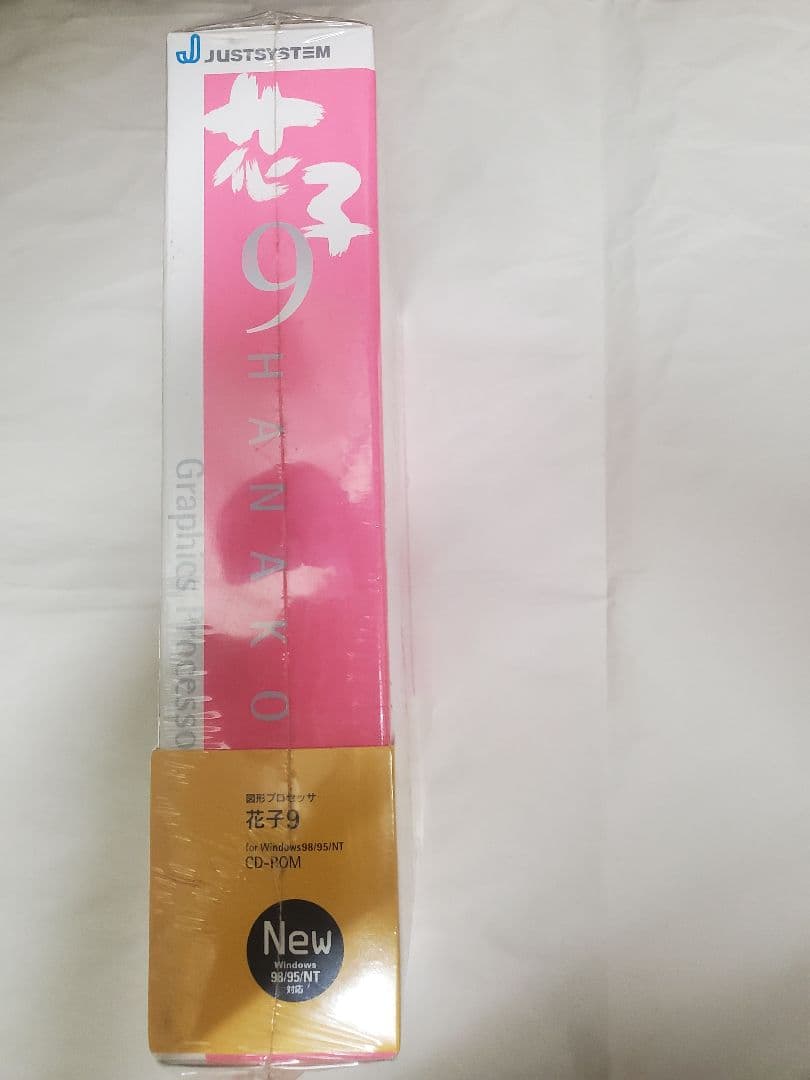 JUSTSYSTEM
花子
9
HANAKO
Graphics Processo
図形プロセッサ
花子9
for Windows98/95/NT
CD-ROM
New
Windows
98/95/NT
対応